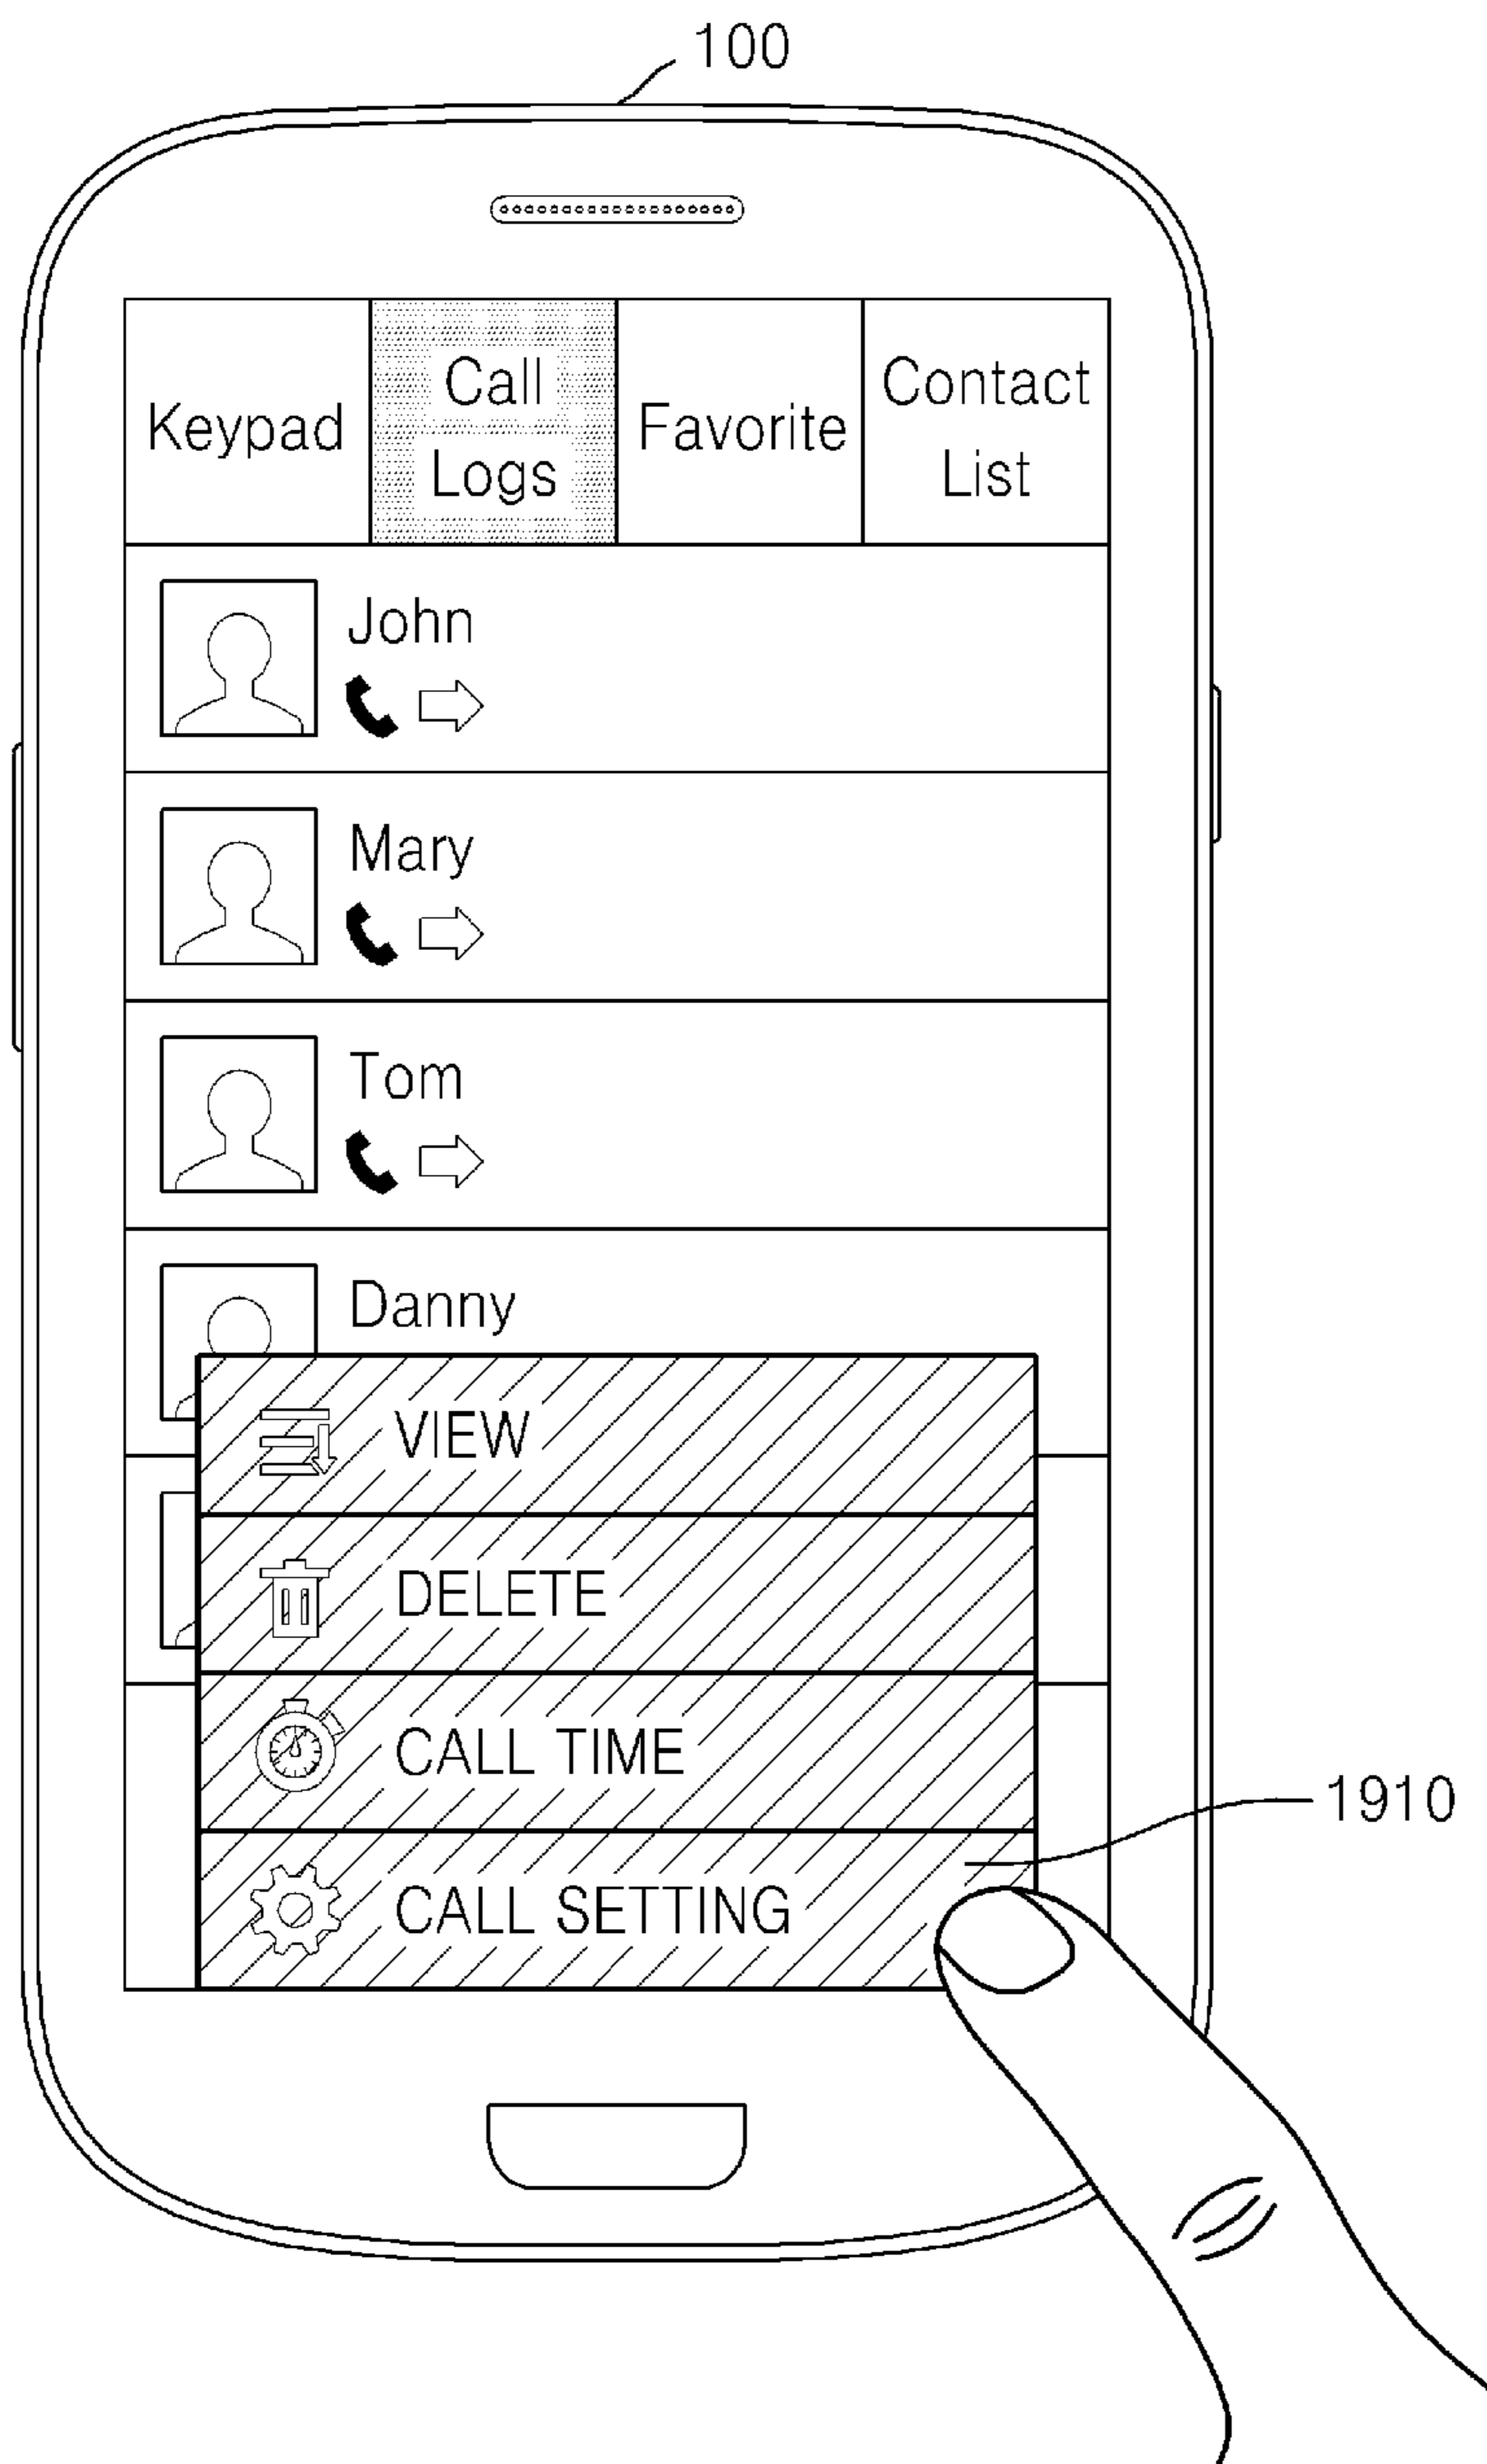 100
Keypad
Call
Logs
Favorite
Contact
List
John
Mary
Tom
Danny
VIEW
DELETE
CALL TIME
1910
CALL SETTING